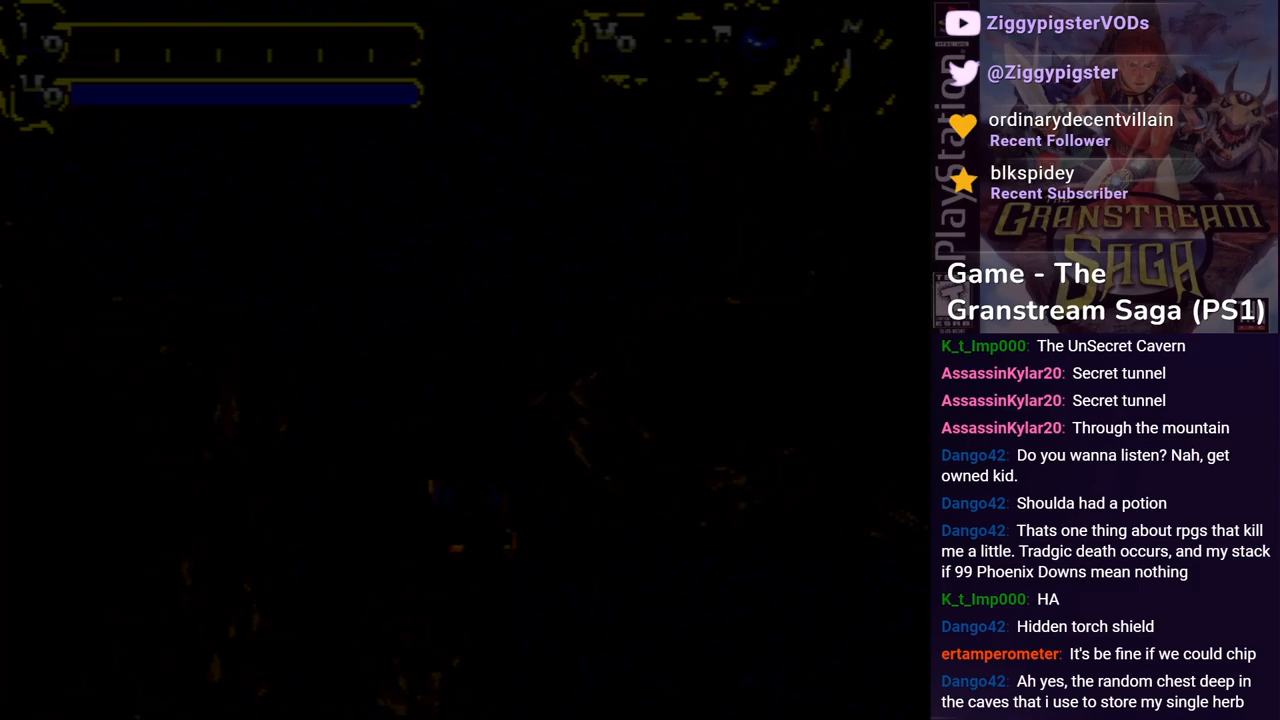 ZiggypigsterVODs
@Ziggypigster
ordinarydecentvillain
Recent Follower
blkspidey
Recent Subscriber
PlayStation
THE
GRANSTREAM
SAGA
Game - The
Granstream Saga (PS1)
K_t_Imp000: The UnSecret Cavern
AssassinKylar20: Secret tunnel
AssassinKylar20: Secret tunnel
AssassinKylar20: Through the mountain
Dango42: Do you wanna listen? Nah, get
owned kid.
Dango42: Shoulda had a potion
Dango42: Thats one thing about rpgs that kill
me a little. Tradgic death occurs, and my stack
if 99 Phoenix Downs mean nothing
K_t_Imp000: HA
Dango42: Hidden torch shield
ertamperometer: It's be fine if we could chip
Dango42: Ah yes, the random chest deep in
the caves that i use to store my single herb